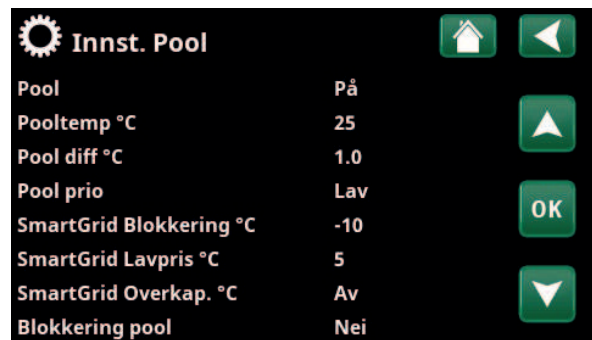 Innst. Pool
Pool På
Pooltemp °C 25
Pool diff °C 1.0
Pool prio Lav
SmartGrid Blokkering °C -10
SmartGrid Lavpris °C 5
SmartGrid Overkap. °C Av
Blokkering pool Nei
OK